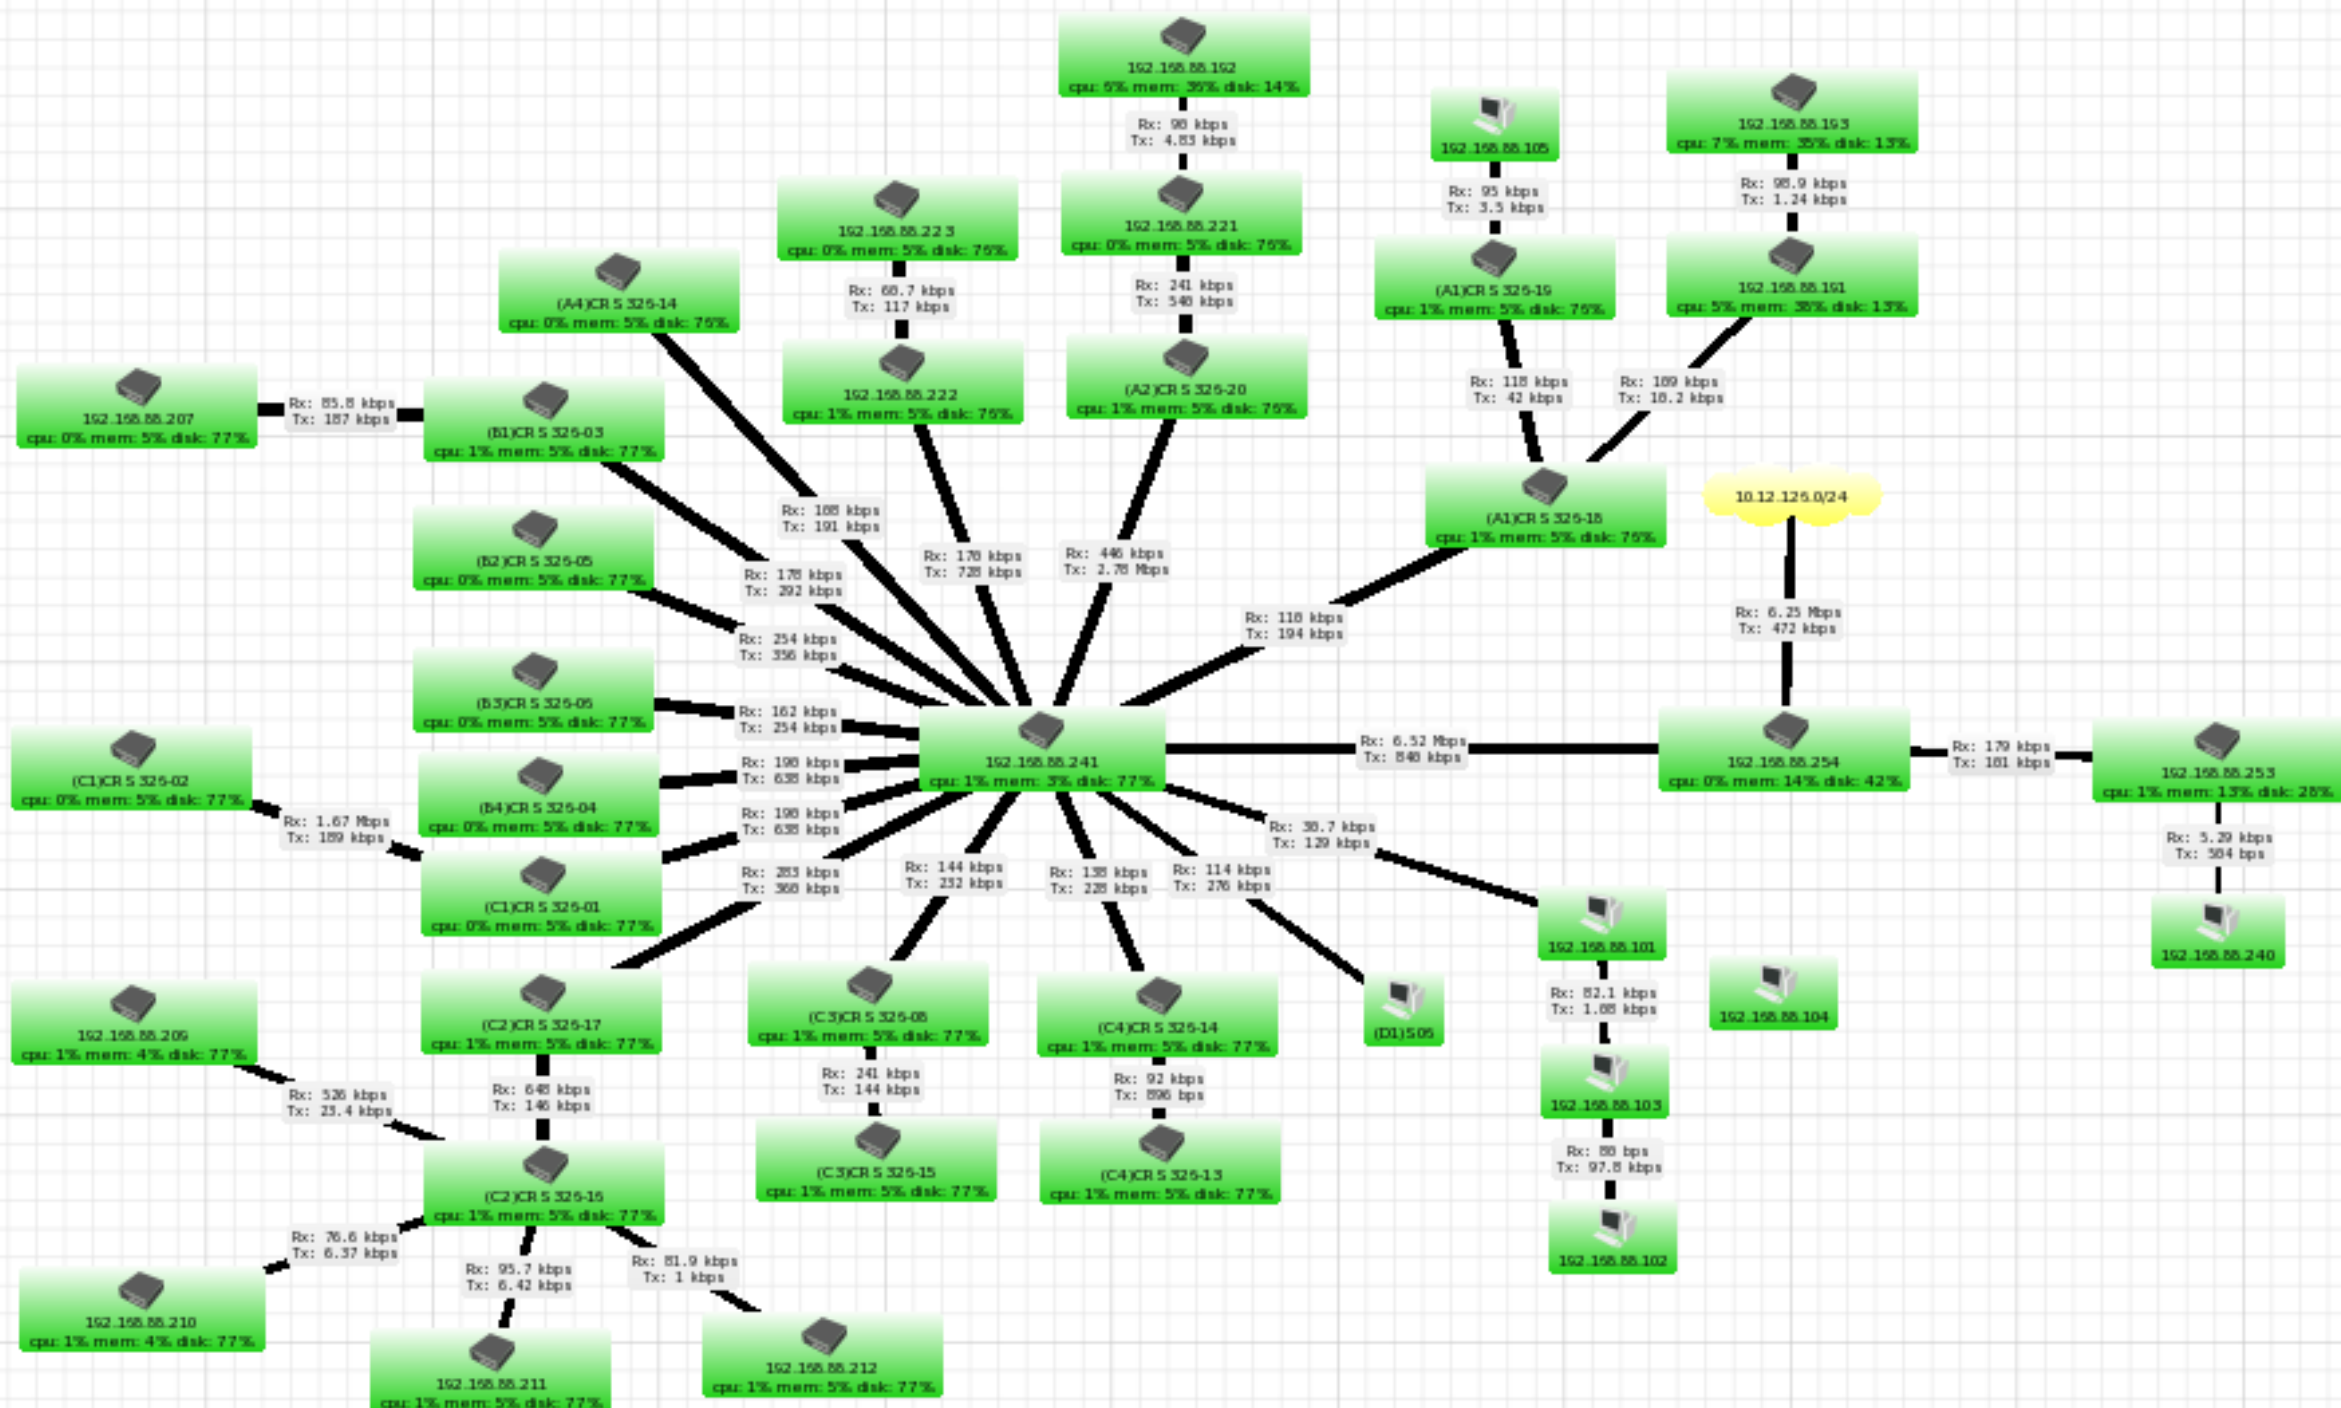 192.168.88.192
cpu: 6% mem: 36% disk: 14%
Rx: 90 kbps
Tx: 4.83 kbps
192.168.88.105
Rx: 95 kbps
Tx: 3.5 kbps
192.168.88.193
cpu: 7% mem: 35% disk: 13%
Rx: 98.9 kbps
Tx: 1.24 kbps
192.168.88.223
cpu: 0% mem: 5% disk: 76%
Rx: 60.7 kbps
Tx: 117 kbps
192.168.88.221
cpu: 0% mem: 5% disk: 76%
Rx: 241 kbps
Tx: 540 kbps
(A1)CRS326-19
cpu: 1% mem: 5% disk: 76%
192.168.88.191
cpu: 5% mem: 38% disk: 13%
(A4)CRS326-14
cpu: 0% mem: 5% disk: 76%
192.168.88.222
cpu: 1% mem: 5% disk: 76%
(A2)CRS326-20
cpu: 1% mem: 5% disk: 76%
Rx: 118 kbps
Tx: 42 kbps
Rx: 109 kbps
Tx: 10.2 kbps
192.168.88.207
cpu: 0% mem: 5% disk: 77%
Rx: 85.8 kbps
Tx: 187 kbps
(B1)CRS326-03
cpu: 1% mem: 5% disk: 77%
(A1)CRS326-18
cpu: 1% mem: 5% disk: 76%
10.12.126.0/24
Rx: 108 kbps
Tx: 191 kbps
(B2)CRS326-05
cpu: 0% mem: 5% disk: 77%
Rx: 178 kbps
Tx: 292 kbps
Rx: 170 kbps
Tx: 728 kbps
Rx: 446 kbps
Tx: 2.78 Mbps
Rx: 110 kbps
Tx: 194 kbps
Rx: 6.25 Mbps
Tx: 472 kbps
Rx: 254 kbps
Tx: 356 kbps
(B3)CRS326-06
cpu: 0% mem: 5% disk: 77%
Rx: 162 kbps
Tx: 254 kbps
192.168.88.241
cpu: 1% mem: 3% disk: 77%
Rx: 6.52 Mbps
Tx: 840 kbps
192.168.88.254
cpu: 0% mem: 14% disk: 42%
Rx: 179 kbps
Tx: 101 kbps
192.168.88.253
cpu: 1% mem: 13% disk: 28%
(C1)CRS326-02
cpu: 0% mem: 5% disk: 77%
Rx: 1.67 Mbps
Tx: 189 kbps
(B4)CRS326-04
cpu: 0% mem: 5% disk: 77%
Rx: 190 kbps
Tx: 638 kbps
Rx: 190 kbps
Tx: 638 kbps
Rx: 30.7 kbps
Tx: 129 kbps
Rx: 5.29 kbps
Tx: 504 bps
(C1)CRS326-01
cpu: 0% mem: 5% disk: 77%
Rx: 283 kbps
Tx: 360 kbps
Rx: 144 kbps
Tx: 232 kbps
Rx: 138 kbps
Tx: 228 kbps
Rx: 114 kbps
Tx: 276 kbps
192.168.88.101
192.168.88.240
192.168.88.209
cpu: 1% mem: 4% disk: 77%
(C2)CRS326-17
cpu: 1% mem: 5% disk: 77%
(C3)CRS326-08
cpu: 1% mem: 5% disk: 77%
(C4)CRS326-14
cpu: 1% mem: 5% disk: 77%
(D1)S06
Rx: 82.1 kbps
Tx: 1.08 kbps
192.168.88.104
Rx: 526 kbps
Tx: 23.4 kbps
Rx: 648 kbps
Tx: 146 kbps
Rx: 241 kbps
Tx: 144 kbps
Rx: 92 kbps
Tx: 896 bps
192.168.88.103
(C2)CRS326-16
cpu: 1% mem: 5% disk: 77%
(C3)CRS326-15
cpu: 1% mem: 5% disk: 77%
(C4)CRS326-13
cpu: 1% mem: 5% disk: 77%
Rx: 80 bps
Tx: 97.8 kbps
192.168.88.102
Rx: 76.6 kbps
Tx: 6.37 kbps
Rx: 95.7 kbps
Tx: 6.42 kbps
Rx: 81.9 kbps
Tx: 1 kbps
192.168.88.210
cpu: 1% mem: 4% disk: 77%
192.168.88.211
cpu: 1% mem: 5% disk: 77%
192.168.88.212
cpu: 1% mem: 5% disk: 77%